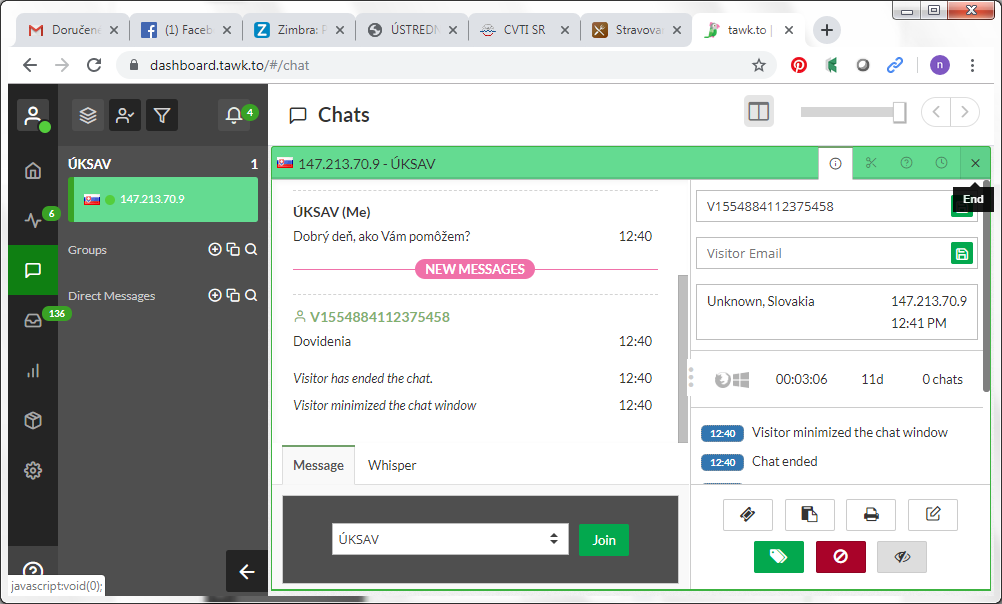 Doručené
(1) Faceb
Zimbra: P
ÚSTREDN
CVTI SR
Stravova
tawk.to |
dashboard.tawk.to/#/chat
n
4
Chats
ÚKSAV 1
147.213.70.9
6
Groups
Direct Messages
136
147.213.70.9 - ÚKSAV
End
ÚKSAV (Me)
Dobrý deň, ako Vám pomôžem? 12:40
NEW MESSAGES
V1554884112375458
Dovidenia 12:40
Visitor has ended the chat. 12:40
Visitor minimized the chat window 12:40
Message
Whisper
ÚKSAV
Join
V1554884112375458
Visitor Email
Unknown, Slovakia 147.213.70.9
12:41 PM
00:03:06 11d 0 chats
12:40 Visitor minimized the chat window
12:40 Chat ended
javascript:void(0);